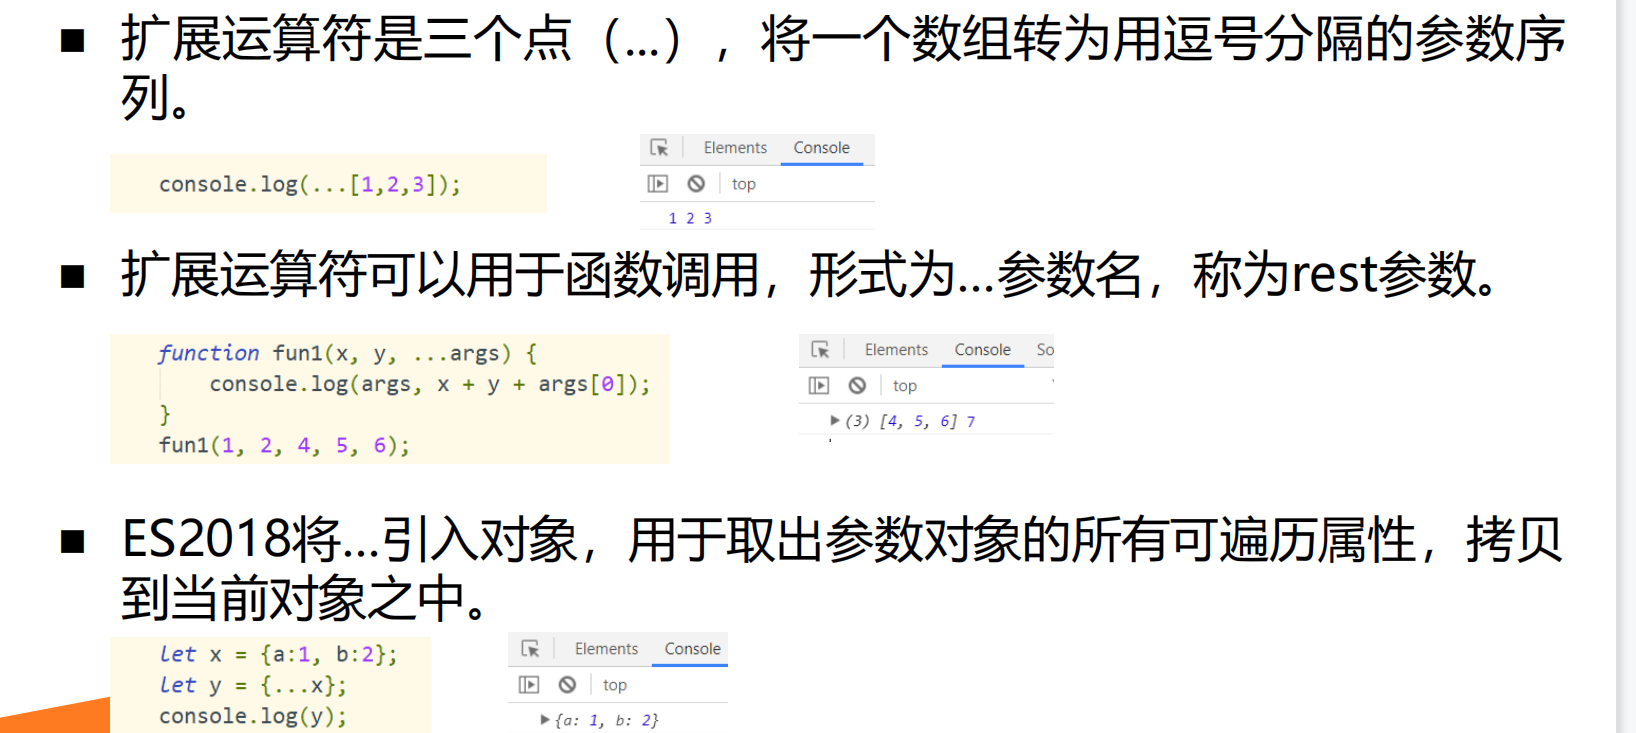 ■ 扩展运算符是三个点（...），将一个数组转为用逗号分隔的参数序
列。
console.log(...[1,2,3]);
Elements Console
top
1 2 3
■ 扩展运算符可以用于函数调用，形式为...参数名，称为rest参数。
function fun1(x, y, ...args) {
console.log(args, x + y + args[0]);
}
fun1(1, 2, 4, 5, 6);
Elements Console So
top
▶(3) [4, 5, 6] 7
■ ES2018将...引入对象，用于取出参数对象的所有可遍历属性，拷贝
到当前对象之中。
let x = {a:1, b:2};
let y = {...x};
console.log(y);
Elements Console
top
▶{a: 1, b: 2}